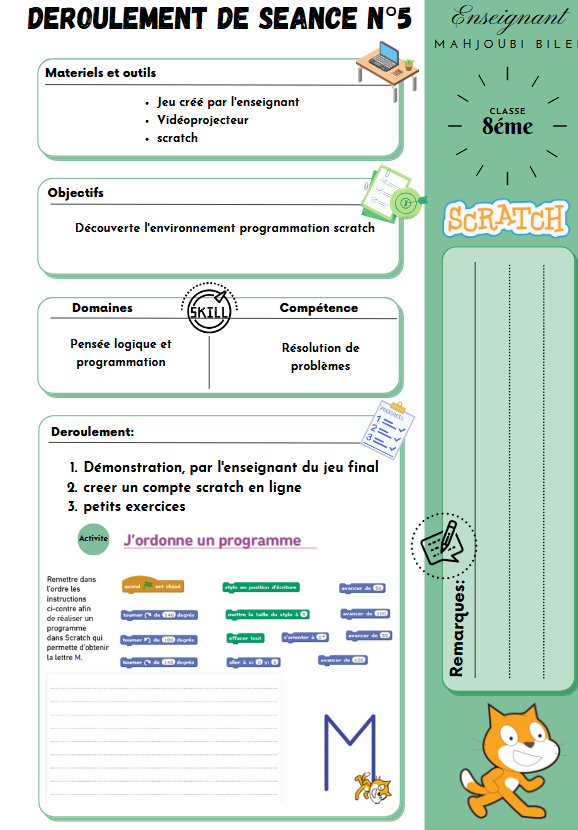 DEROULEMENT DE SEANCE N°5
Enseignant
MAHJOUBI BILE
CLASSE
8éme
SCRATCH
Materiels et outils
• Jeu créé par l'enseignant
• Vidéoprojecteur
• scratch
Objectifs
Découverte l'environnement programmation scratch
Domaines
SKILL
Compétence
Pensée logique et
programmation
Résolution de
problèmes
PROGRESS
1
2
3
Deroulement:
1. Démonstration, par l'enseignant du jeu final
2. creer un compte scratch en ligne
3. petits exercices
Activité
J'ordonne un programme
Remettre dans
l'ordre les
instructions
ci-contre afin
de réaliser un
programme
dans Scratch qui
permette d'obtenir
la lettre M.
quand est cliqué
stylo en position d'écriture
avancer de 50
tourner de 140 degrés
mettre la taille du stylo à 5
avancer de 100
tourner de 100 degrés
effacer tout
s'orienter à
avancer de 50
tourner de 140 degrés
aller à x: 0 y: 0
avancer de 100
M
Remarques: